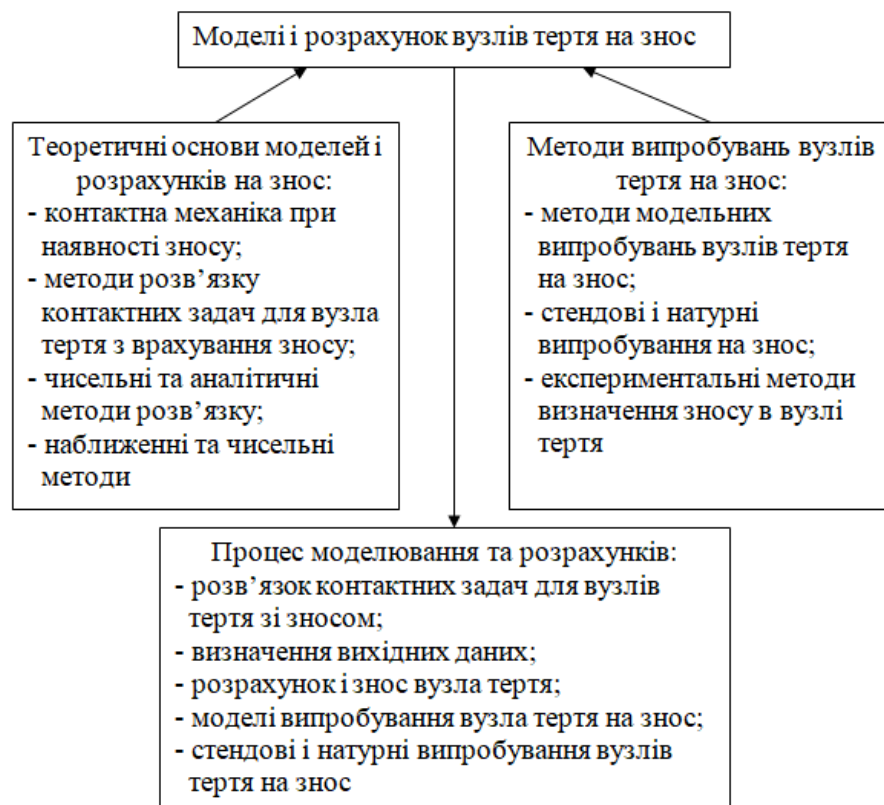 Моделі і розрахунок вузлів тертя на знос
Теоретичні основи моделей і
розрахунків на знос:
- контактна механіка при
наявності зносу;
- методи розв’язку
контактних задач для вузла
тертя з врахування зносу;
- чисельні та аналітичні
методи розв’язку;
- наближенні та чисельні
методи
Методи випробувань вузлів
тертя на знос:
- методи модельних
випробувань вузлів тертя
на знос;
- стендові і натурні
випробування на знос;
- експериментальні методи
визначення зносу в вузлі
тертя
Процес моделювання та розрахунків:
- розв’язок контактних задач для вузлів
тертя зі зносом;
- визначення вихідних даних;
- розрахунок і знос вузла тертя;
- моделі випробування вузла тертя на знос;
- стендові і натурні випробування вузлів
тертя на знос